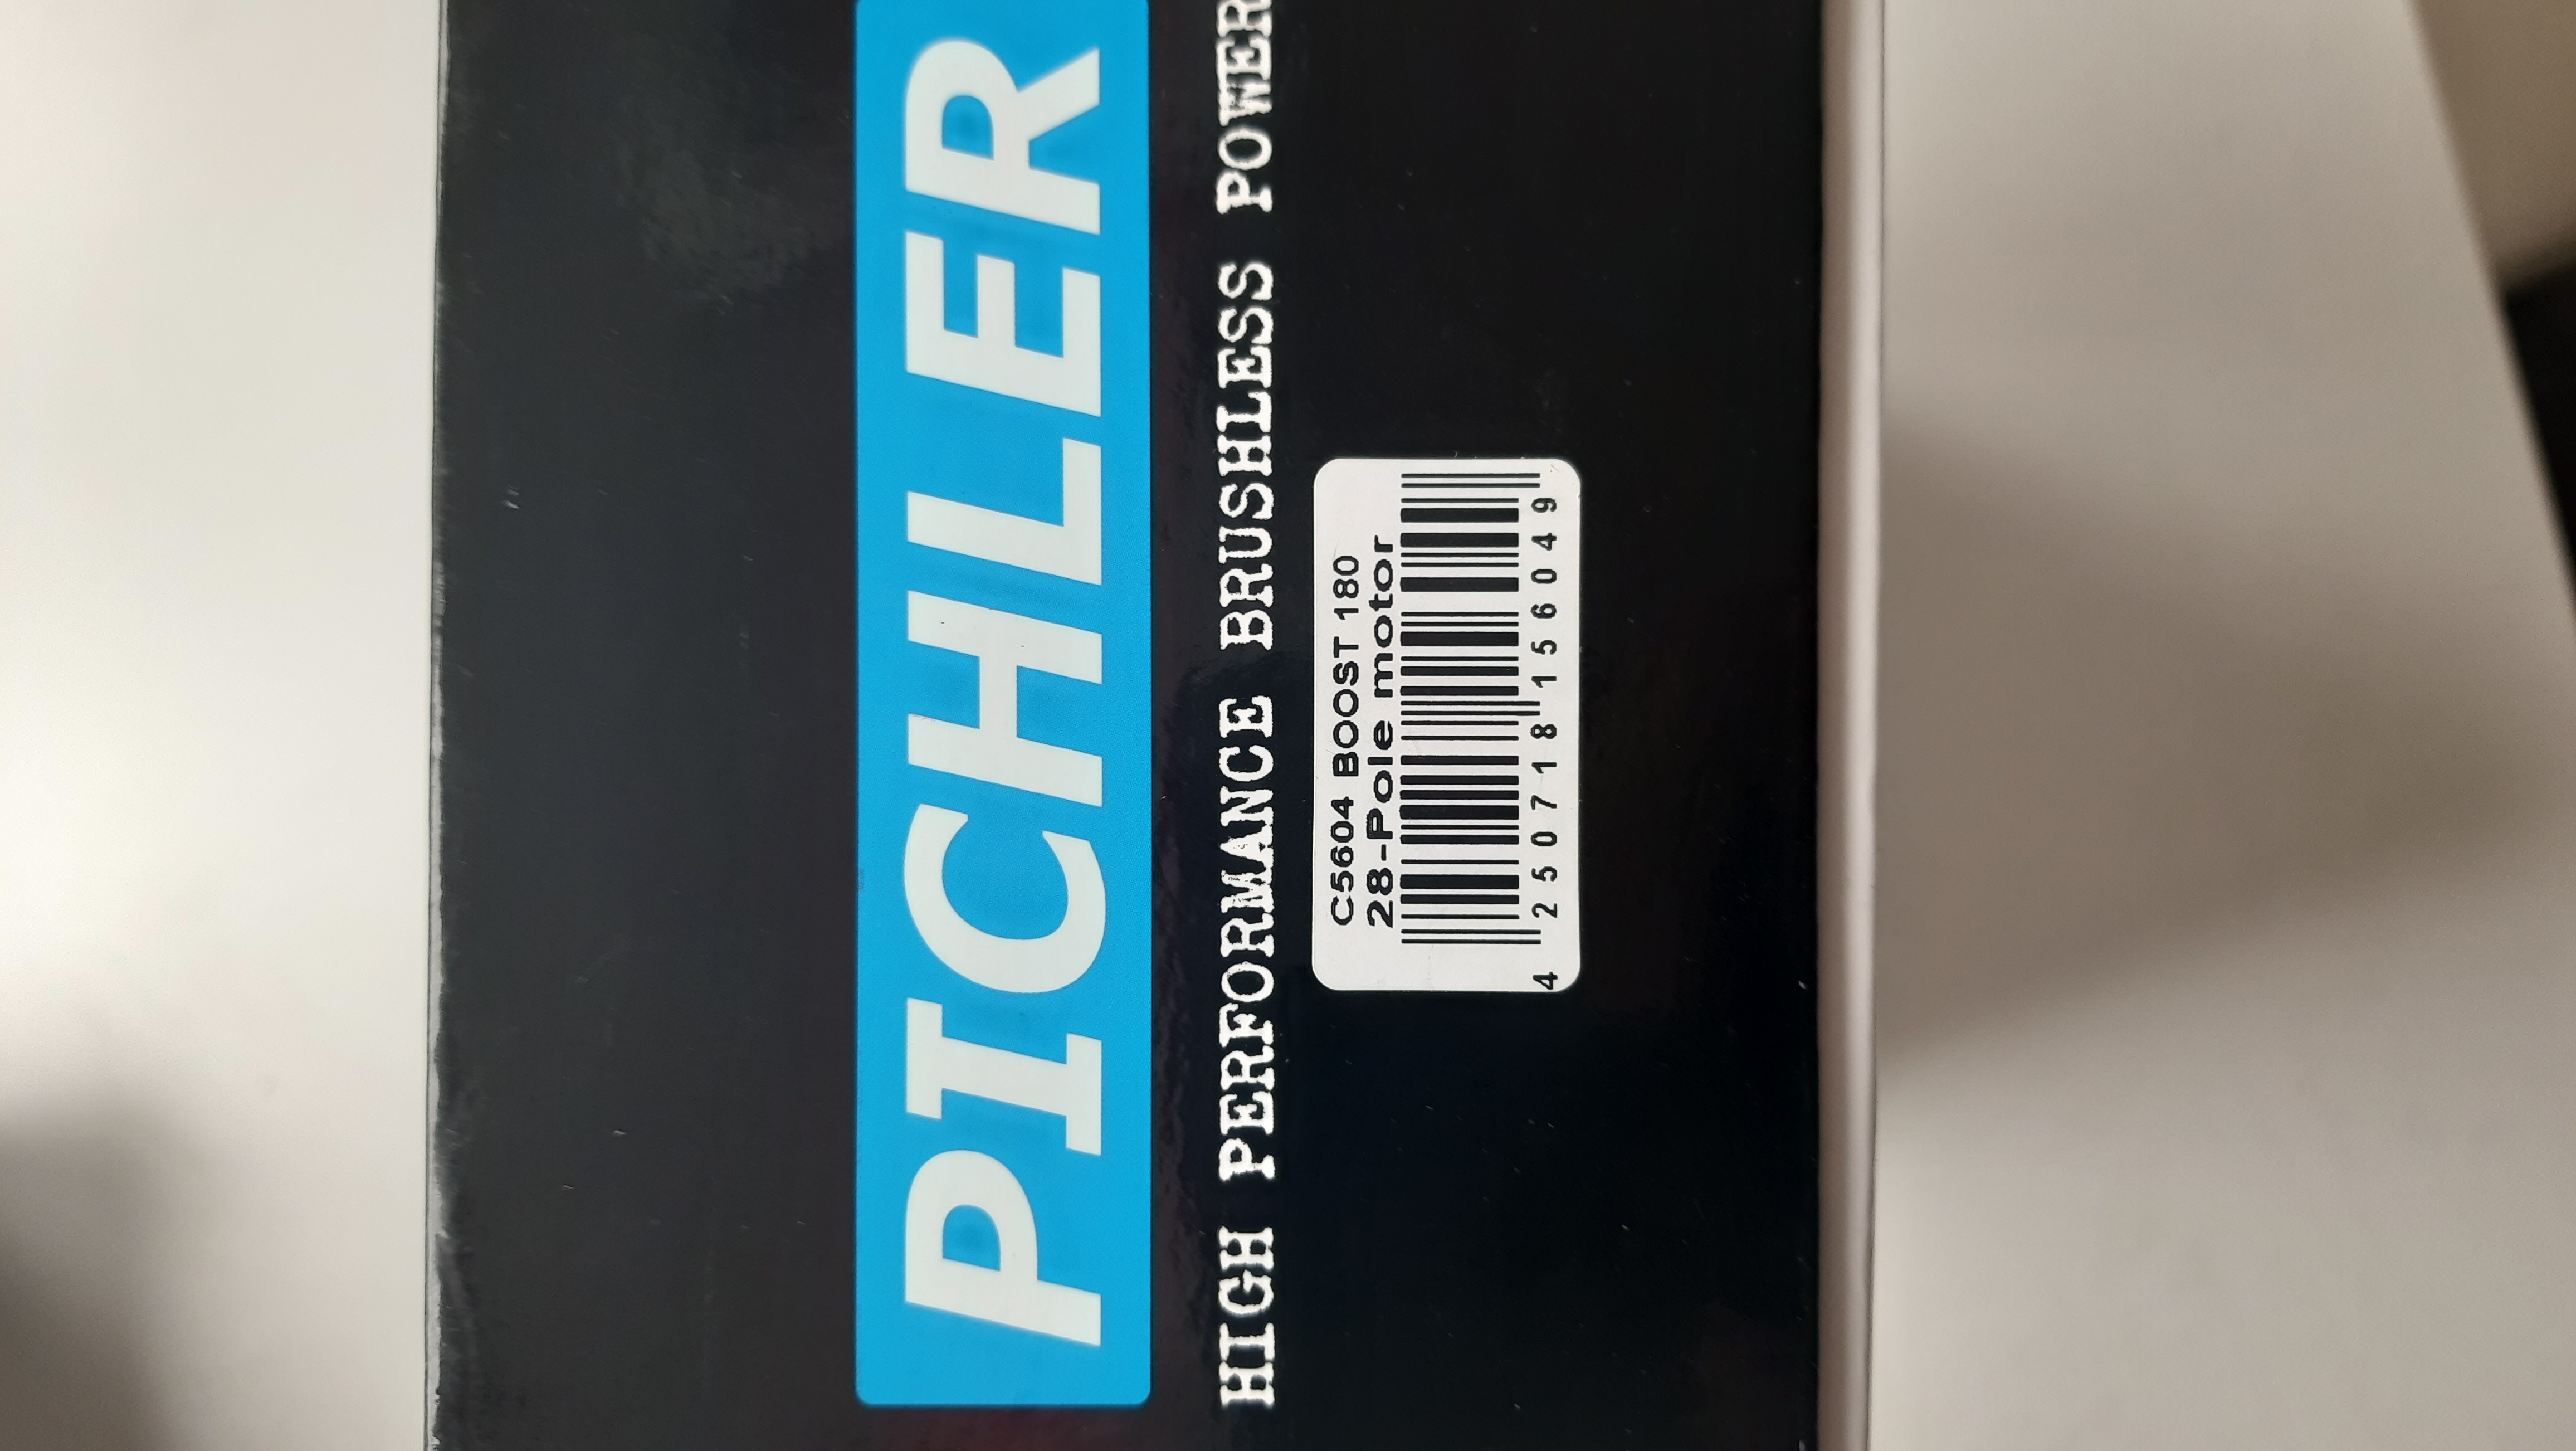 PICHLER
HIGH PERFORMANCE BRUSHLESS POWER
C5604 BOOST 180
28-Pole motor
4 250718 156049